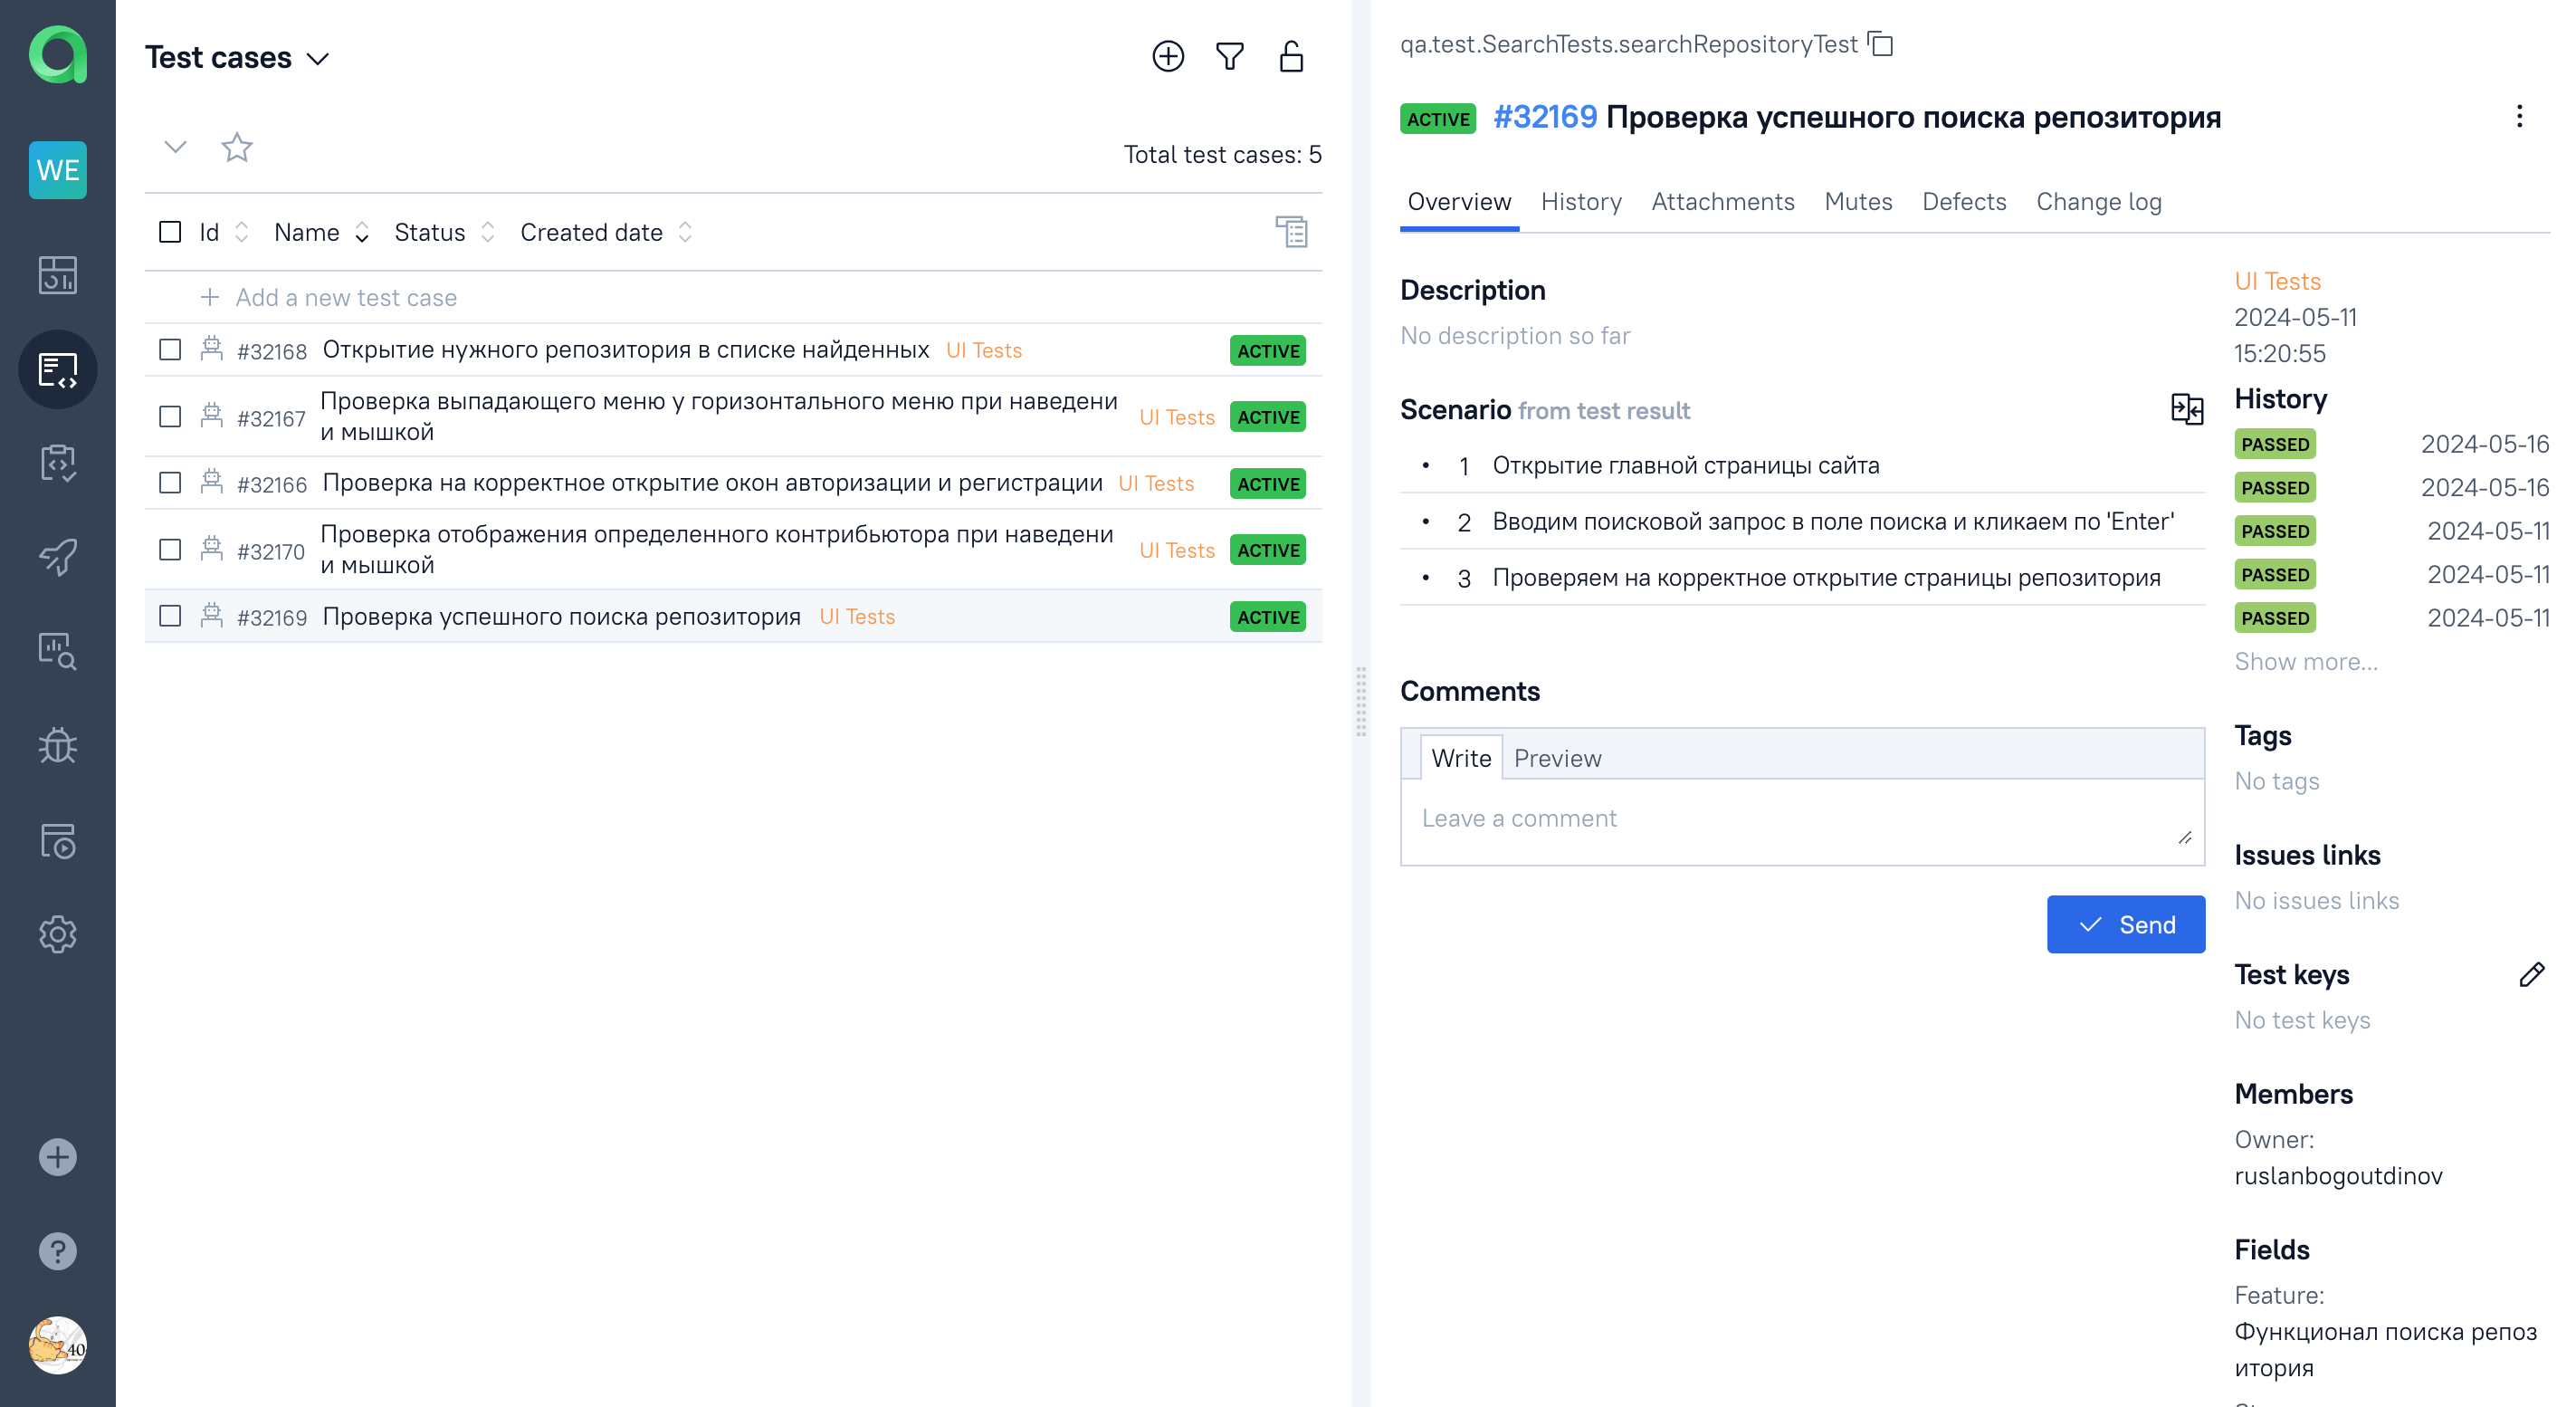 WE
Test cases
Total test cases: 5
Id Name Status Created date
Add a new test case
#32168 Открытие нужного репозитория в списке найденных UI Tests ACTIVE
#32167 Проверка выпадающего меню у горизонтального меню при наведени
и мышкой UI Tests ACTIVE
#32166 Проверка на корректное открытие окон авторизации и регистрации UI Tests ACTIVE
#32170 Проверка отображения определенного контрибьютора при наведени
и мышкой UI Tests ACTIVE
#32169 Проверка успешного поиска репозитория UI Tests ACTIVE
40
qa.test.SearchTests.searchRepositoryTest
ACTIVE #32169 Проверка успешного поиска репозитория
Overview History Attachments Mutes Defects Change log
Description
No description so far
Scenario from test result
• 1 Открытие главной страницы сайта
• 2 Вводим поисковой запрос в поле поиска и кликаем по 'Enter'
• 3 Проверяем на корректное открытие страницы репозитория
Comments
Write Preview
Leave a comment
Send
UI Tests
2024-05-11
15:20:55
History
PASSED 2024-05-16
PASSED 2024-05-16
PASSED 2024-05-11
PASSED 2024-05-11
PASSED 2024-05-11
Show more...
Tags
No tags
Issues links
No issues links
Test keys
No test keys
Members
Owner:
ruslanbogoutdinov
Fields
Feature:
Функционал поиска репоз
итория